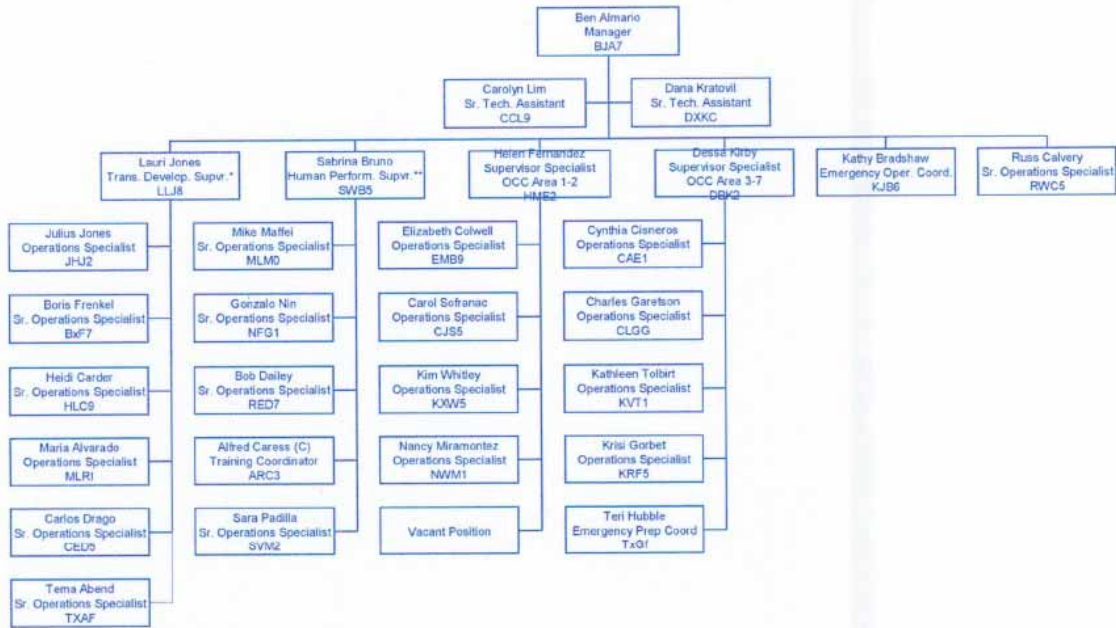 Ben Almario
Manager
BJA7
Carolyn Lim
Sr. Tech. Assistant
CCL9
Dana Kratovil
Sr. Tech. Assistant
DXKC
Lauri Jones
Trans. Develop. Supvr.*
LLJ8
Sabrina Bruno
Human Perform. Supvr.**
SWB5
Helen Fernandez
Supervisor Specialist
OCC Area 1-2
HME2
Dessa Kirby
Supervisor Specialist
OCC Area 3-7
DBK2
Kathy Bradshaw
Emergency Oper. Coord.
KJB6
Russ Calvery
Sr. Operations Specialist
RWC5
Julius Jones
Operations Specialist
JHJ2
Boris Frenkel
Sr. Operations Specialist
BxF7
Heidi Carder
Sr. Operations Specialist
HLC9
Maria Alvarado
Operations Specialist
MLRI
Carlos Drago
Sr. Operations Specialist
CED5
Tema Abend
Sr. Operations Specialist
TXAF
Mike Maffei
Sr. Operations Specialist
MLM0
Gonzalo Nin
Sr. Operations Specialist
NFG1
Bob Dailey
Sr. Operations Specialist
RED7
Alfred Caress (C)
Training Coordinator
ARC3
Sara Padilla
Sr. Operations Specialist
SVM2
Elizabeth Colwell
Operations Specialist
EMB9
Carol Sofranac
Operations Specialist
CJS5
Kim Whitley
Operations Specialist
KXW5
Nancy Miramontez
Operations Specialist
NWM1
Vacant Position
Cynthia Cisneros
Operations Specialist
CAE1
Charles Garetson
Operations Specialist
CLGG
Kathleen Tolbirt
Operations Specialist
KVT1
Krisi Gorbet
Operations Specialist
KRF5
Teri Hubble
Emergency Prep Coord
TxGf